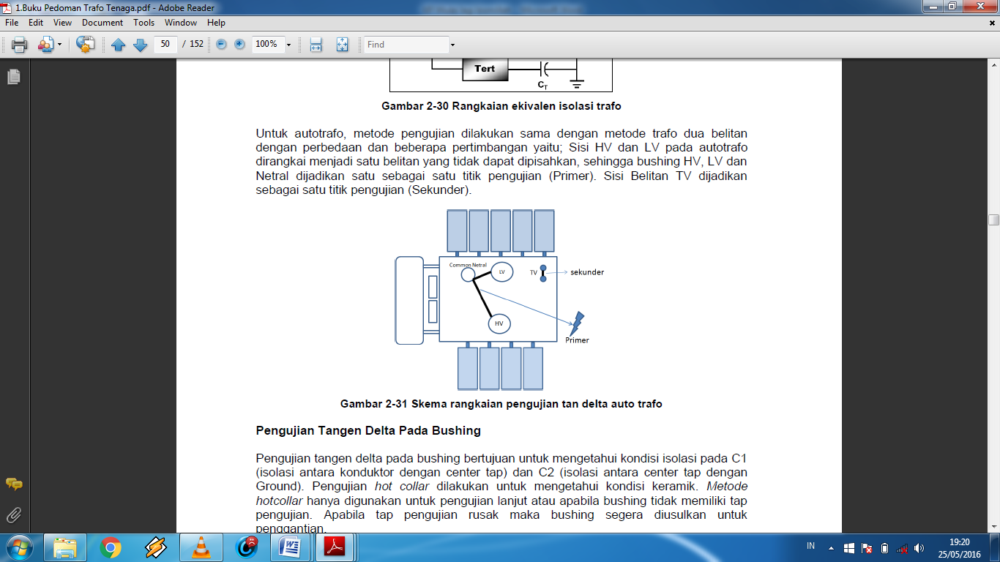 1.Buku Pedoman Trafo Tenaga.pdf - Adobe Reader
File Edit View Document Tools Window Help
50 / 152 100% Find
Tert
CT
Gambar 2-30 Rangkaian ekivalen isolasi trafo
Untuk autotrafo, metode pengujian dilakukan sama dengan metode trafo dua belitan
dengan perbedaan dan beberapa pertimbangan yaitu; Sisi HV dan LV pada autotrafo
dirangkai menjadi satu belitan yang tidak dapat dipisahkan, sehingga bushing HV, LV dan
Netral dijadikan satu sebagai satu titik pengujian (Primer). Sisi Belitan TV dijadikan
sebagai satu titik pengujian (Sekunder).
Common Netral
LV
TV
sekunder
HV
Primer
Gambar 2-31 Skema rangkaian pengujian tan delta auto trafo
Pengujian Tangen Delta Pada Bushing
Pengujian tangen delta pada bushing bertujuan untuk mengetahui kondisi isolasi pada C1
(isolasi antara konduktor dengan center tap) dan C2 (isolasi antara center tap dengan
Ground). Pengujian hot collar dilakukan untuk mengetahui kondisi keramik. Metode
hotcollar hanya digunakan untuk pengujian lanjut atau apabila bushing tidak memiliki tap
pengujian. Apabila tap pengujian rusak maka bushing segera diusulkan untuk
penggantian.
IN
19:20
25/05/2016